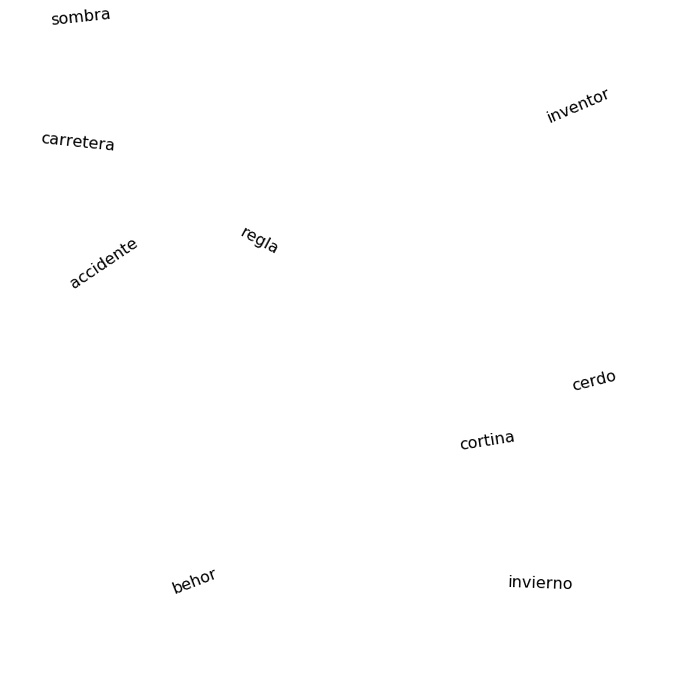 sombra
inventor
carretera
regla
accidente
cerdo
cortina
behor
invierno